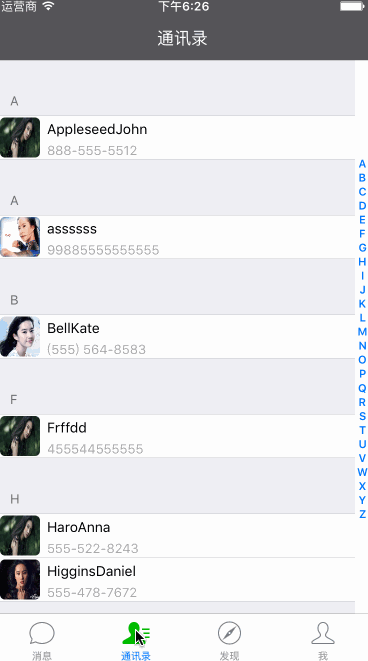 运营商 下午6:26
通讯录
A
AppleseedJohn
888-555-5512
A
assssss
99885555555555
B
BellKate
(555) 564-8583
F
Frffdd
455544555555
H
HaroAnna
555-522-8243
HigginsDaniel
555-478-7672
A
B
C
D
E
F
G
H
I
J
K
L
M
N
O
P
Q
R
S
T
U
V
W
X
Y
Z
消息 通讯录 发现 我